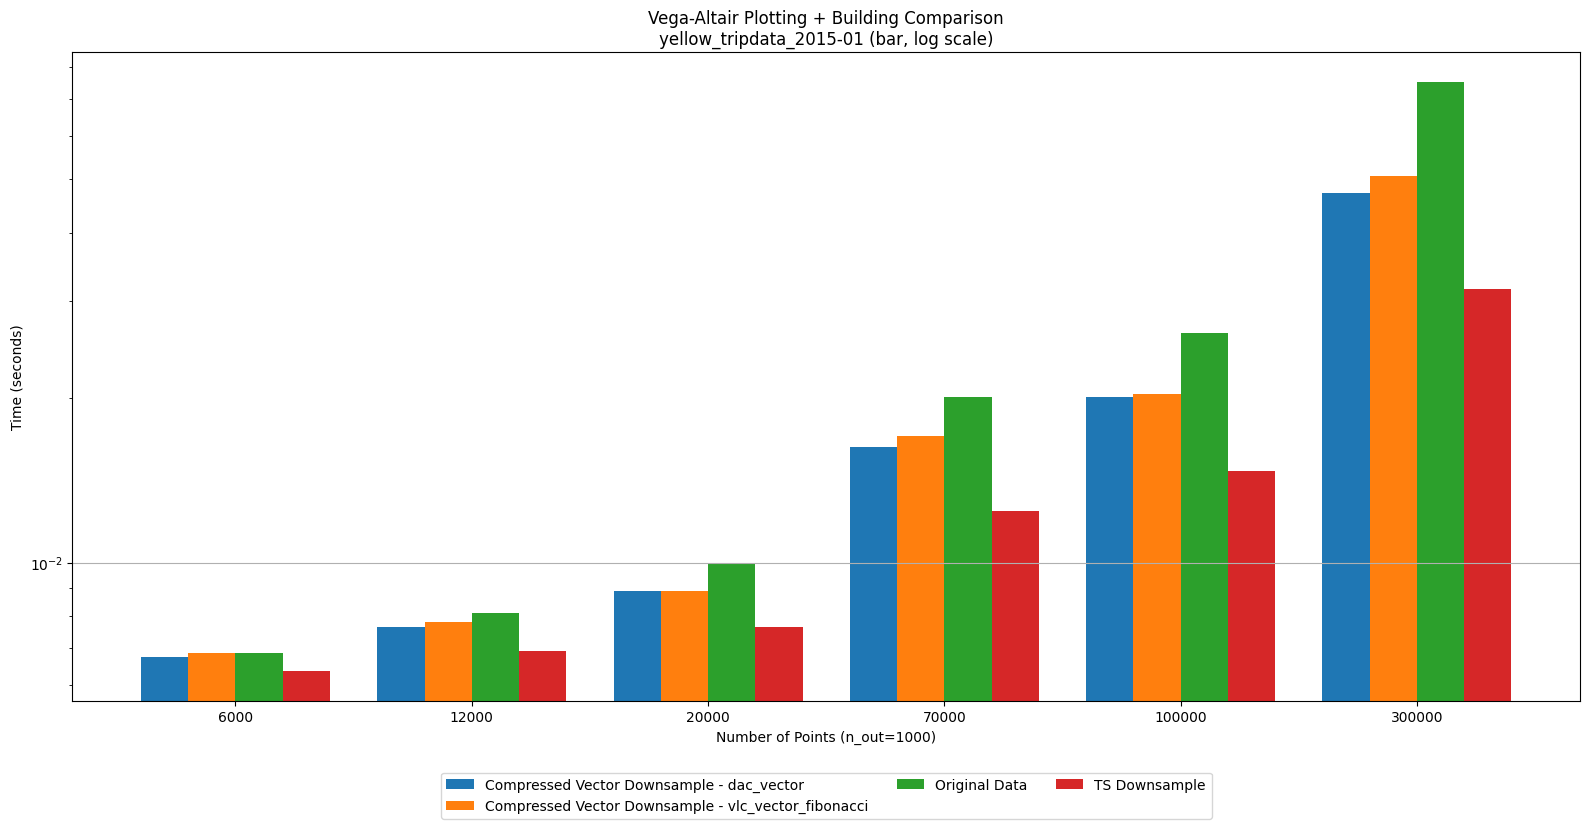 Vega-Altair Plotting + Building Comparison
yellow_tripdata_2015-01 (bar, log scale)
Time (seconds)
10⁻²
6000
12000
20000
70000
100000
300000
Number of Points (n_out=1000)
Compressed Vector Downsample - dac_vector
Compressed Vector Downsample - vlc_vector_fibonacci
Original Data
TS Downsample